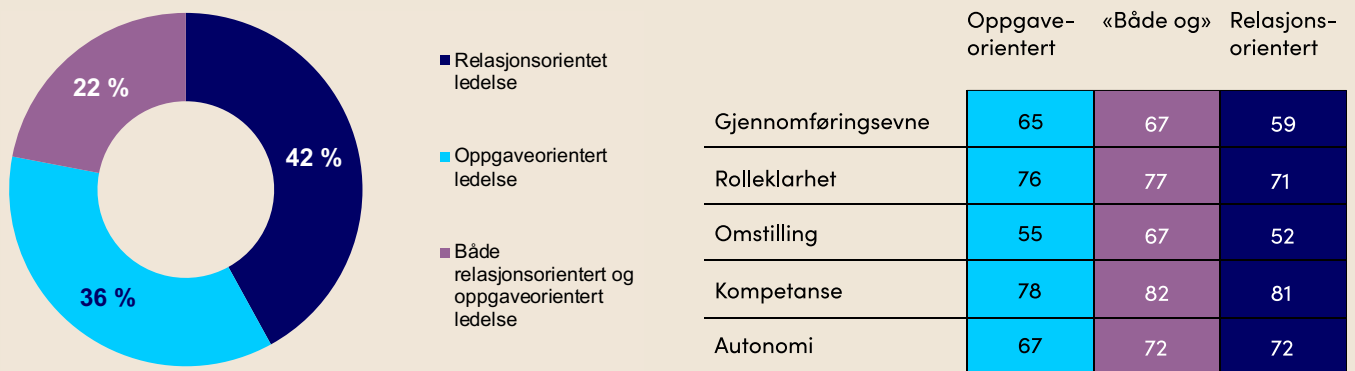 22 %
42 %
36 %
Relasjonsorientet
ledelse
Oppgaveorientert
ledelse
Både
relasjonsorientert og
oppgaveorientert
ledelse
Oppgave- «Både og» Relasjons-
orientert orientert
Gjennomføringsevne 65 67 59
Rolleklarhet 76 77 71
Omstilling 55 67 52
Kompetanse 78 82 81
Autonomi 67 72 72